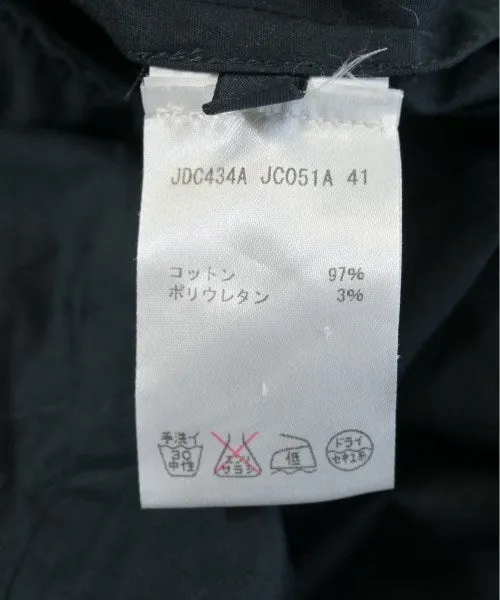 JDC434A JC051A 41
コットン 97%
ポリウレタン 3%
手洗イ
30
中性
エンソ
サラシ
低
ドライ
セキユ系